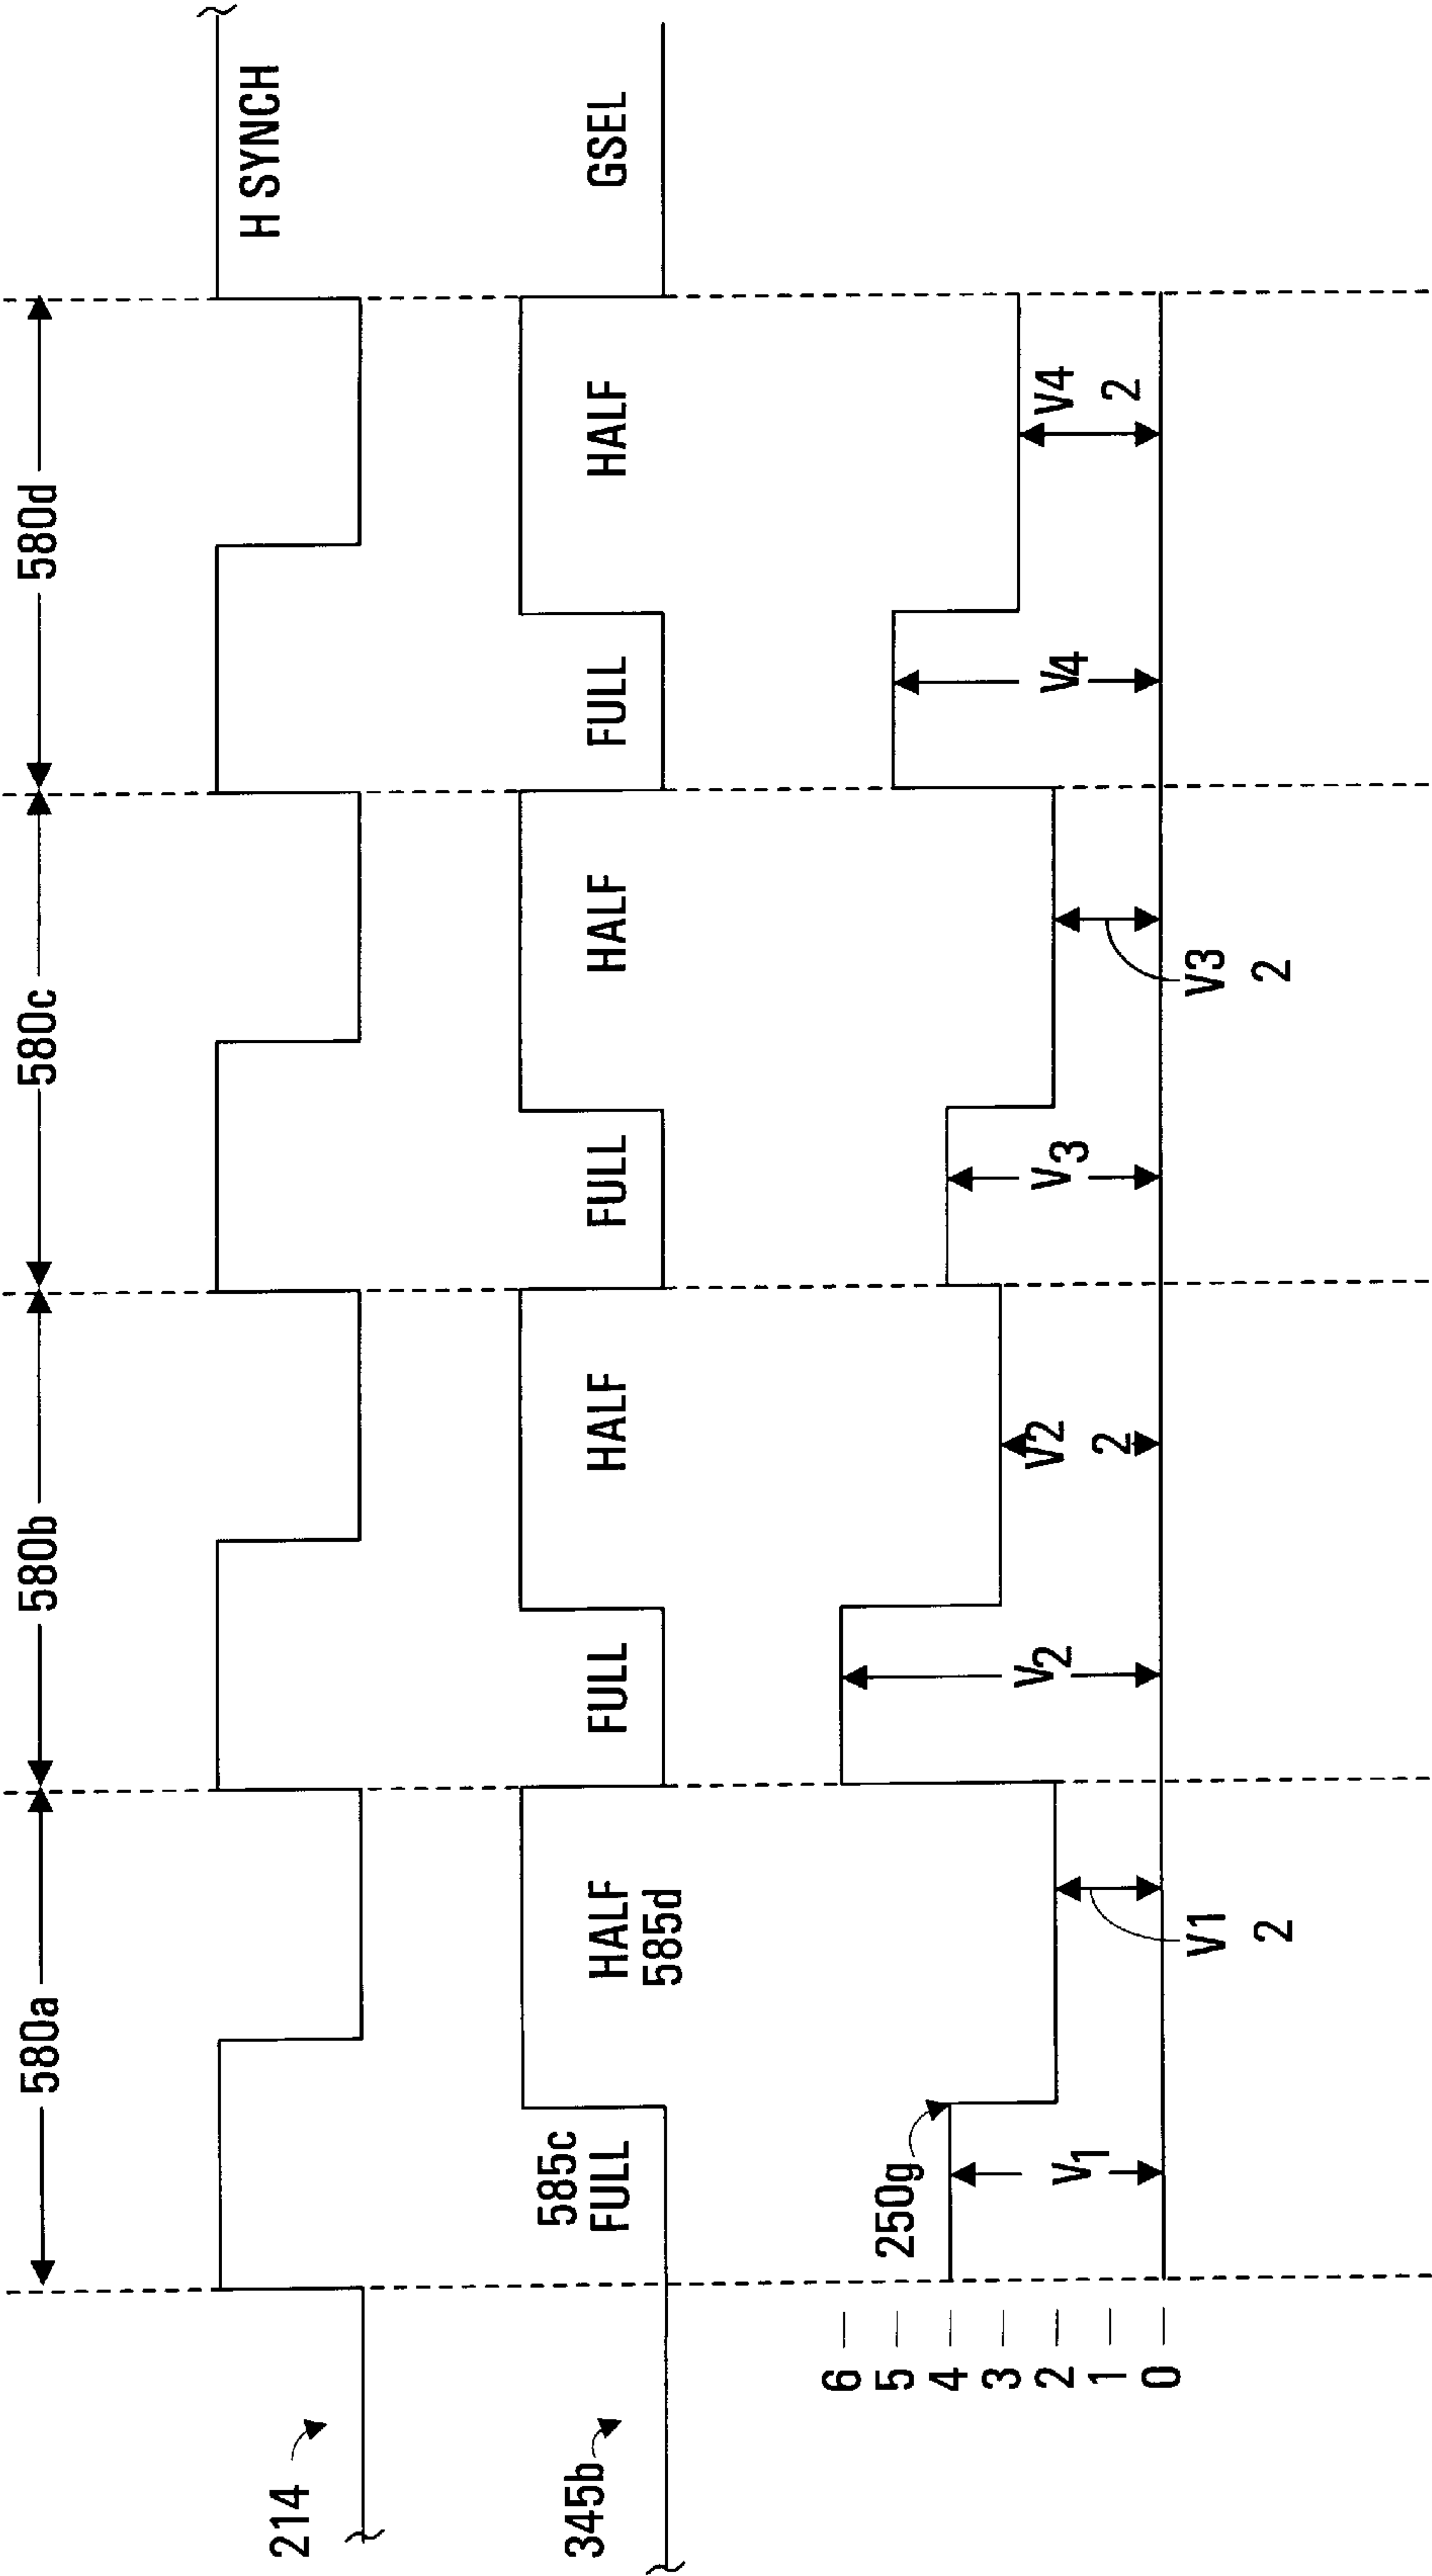 580a
580b
580c
580d
214
H SYNCH
345b
585c
FULL
HALF
585d
FULL
HALF
FULL
HALF
FULL
HALF
GSEL
250g
6
5
4
3
2
1
0
V1
V1
2
V2
V2
2
V3
V3
2
V4
V4
2